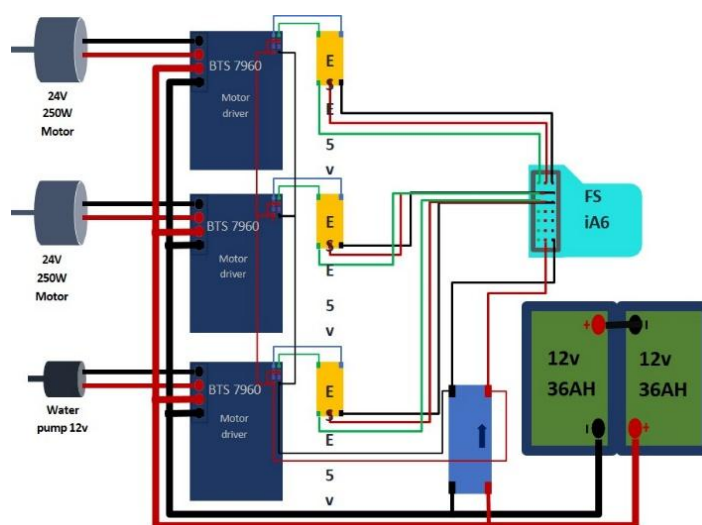 24V
250W
Motor
BTS 7960
Motor
driver
E
S
E
5
v
24V
250W
Motor
BTS 7960
Motor
driver
E
S
E
5
v
Water
pump 12v
BTS 7960
Motor
driver
E
S
E
5
v
FS
iA6
+
I
12v
36AH
I
12v
36AH
+